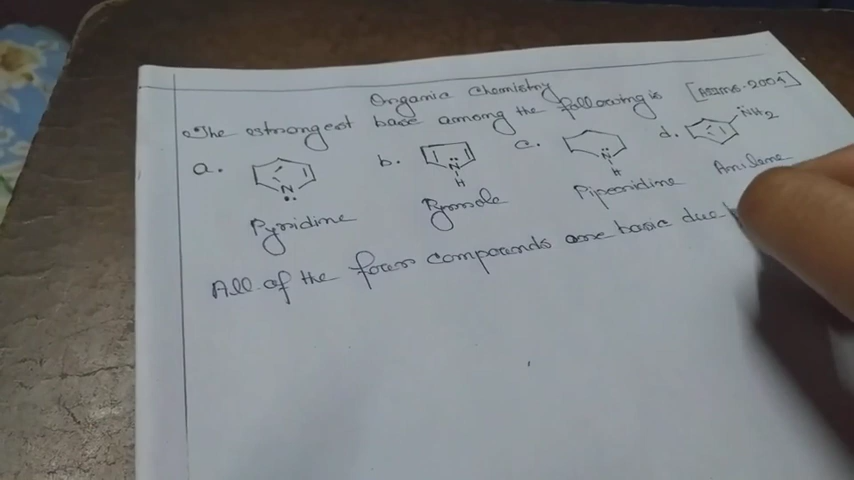 Organic Chemistry
The strongest base among the following is [AIIMS-2004]
a. N b. N H c. N H d. NH2
Pyridine Pyrrole Piperidine Aniline
All of the four compounds are basic due